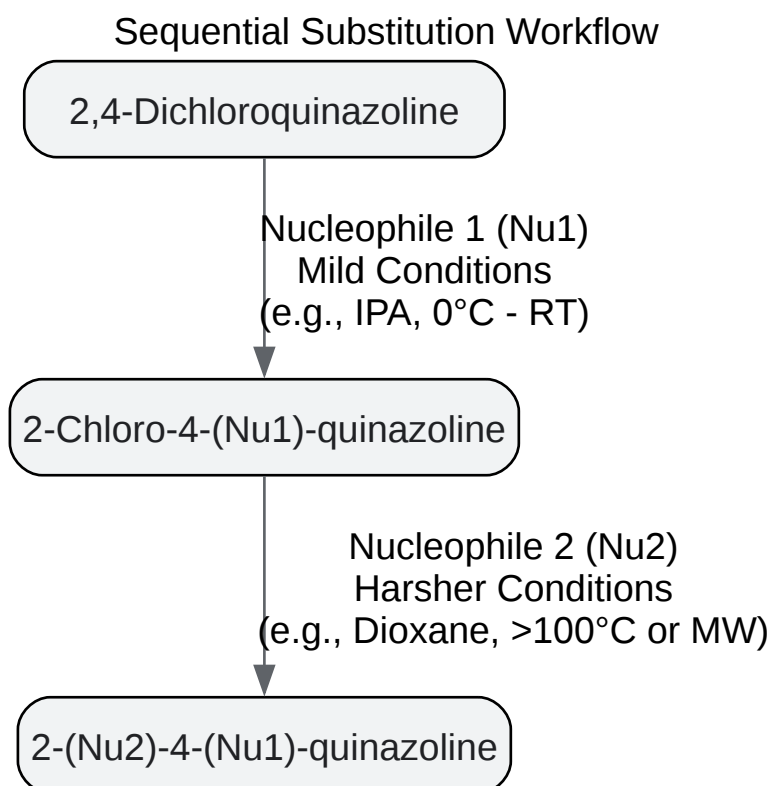 Sequential Substitution Workflow
2,4-Dichloroquinazoline
Nucleophile 1 (Nu1)
Mild Conditions
(e.g., IPA, 0°C - RT)
2-Chloro-4-(Nu1)-quinazoline
Nucleophile 2 (Nu2)
Harsher Conditions
(e.g., Dioxane, >100°C or MW)
2-(Nu2)-4-(Nu1)-quinazoline